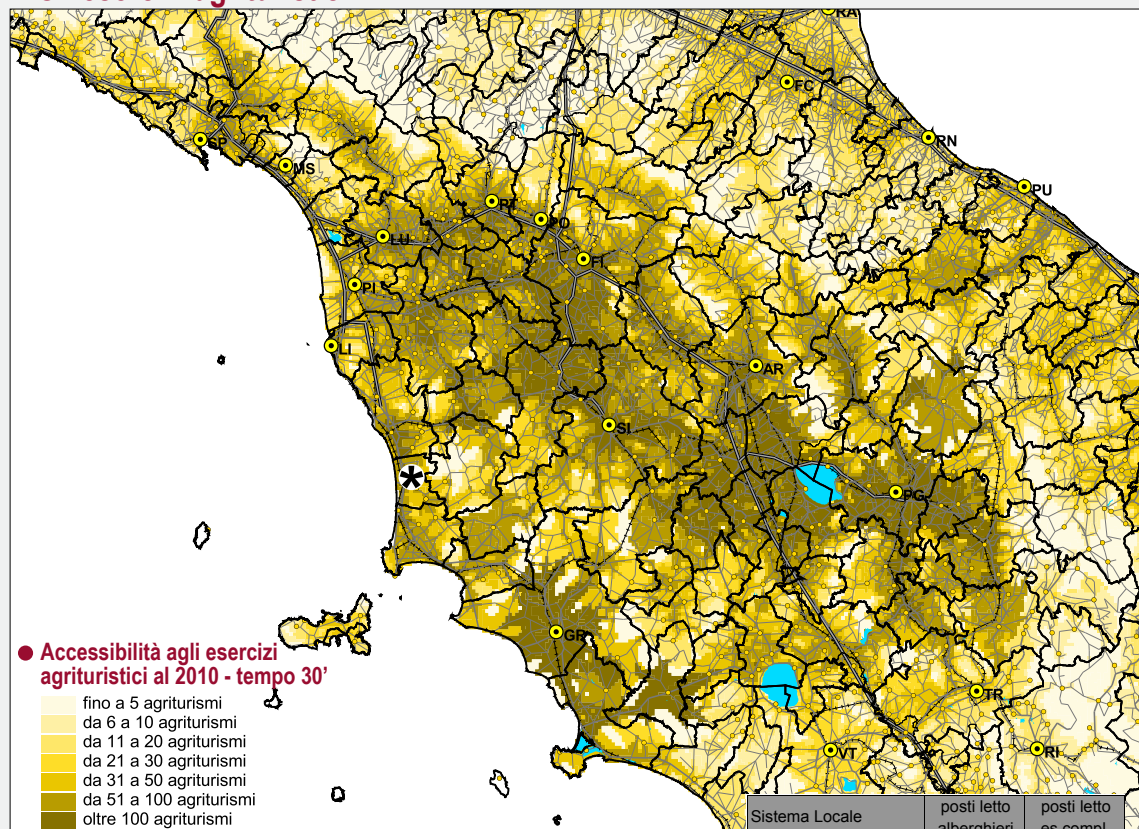 RA
FC
RN
SP
MS
PU
PT
PO
LU
FI
PI
LI
AR
SI
*
PG
GR
● Accessibilità agli esercizi
agrituristici al 2010 - tempo 30’
fino a 5 agriturismi
da 6 a 10 agriturismi
da 11 a 20 agriturismi
da 21 a 30 agriturismi
da 31 a 50 agriturismi
da 51 a 100 agriturismi
oltre 100 agriturismi
TR
VT
RI
Sistema Locale
posti letto
alberghieri
posti letto
es.compl.